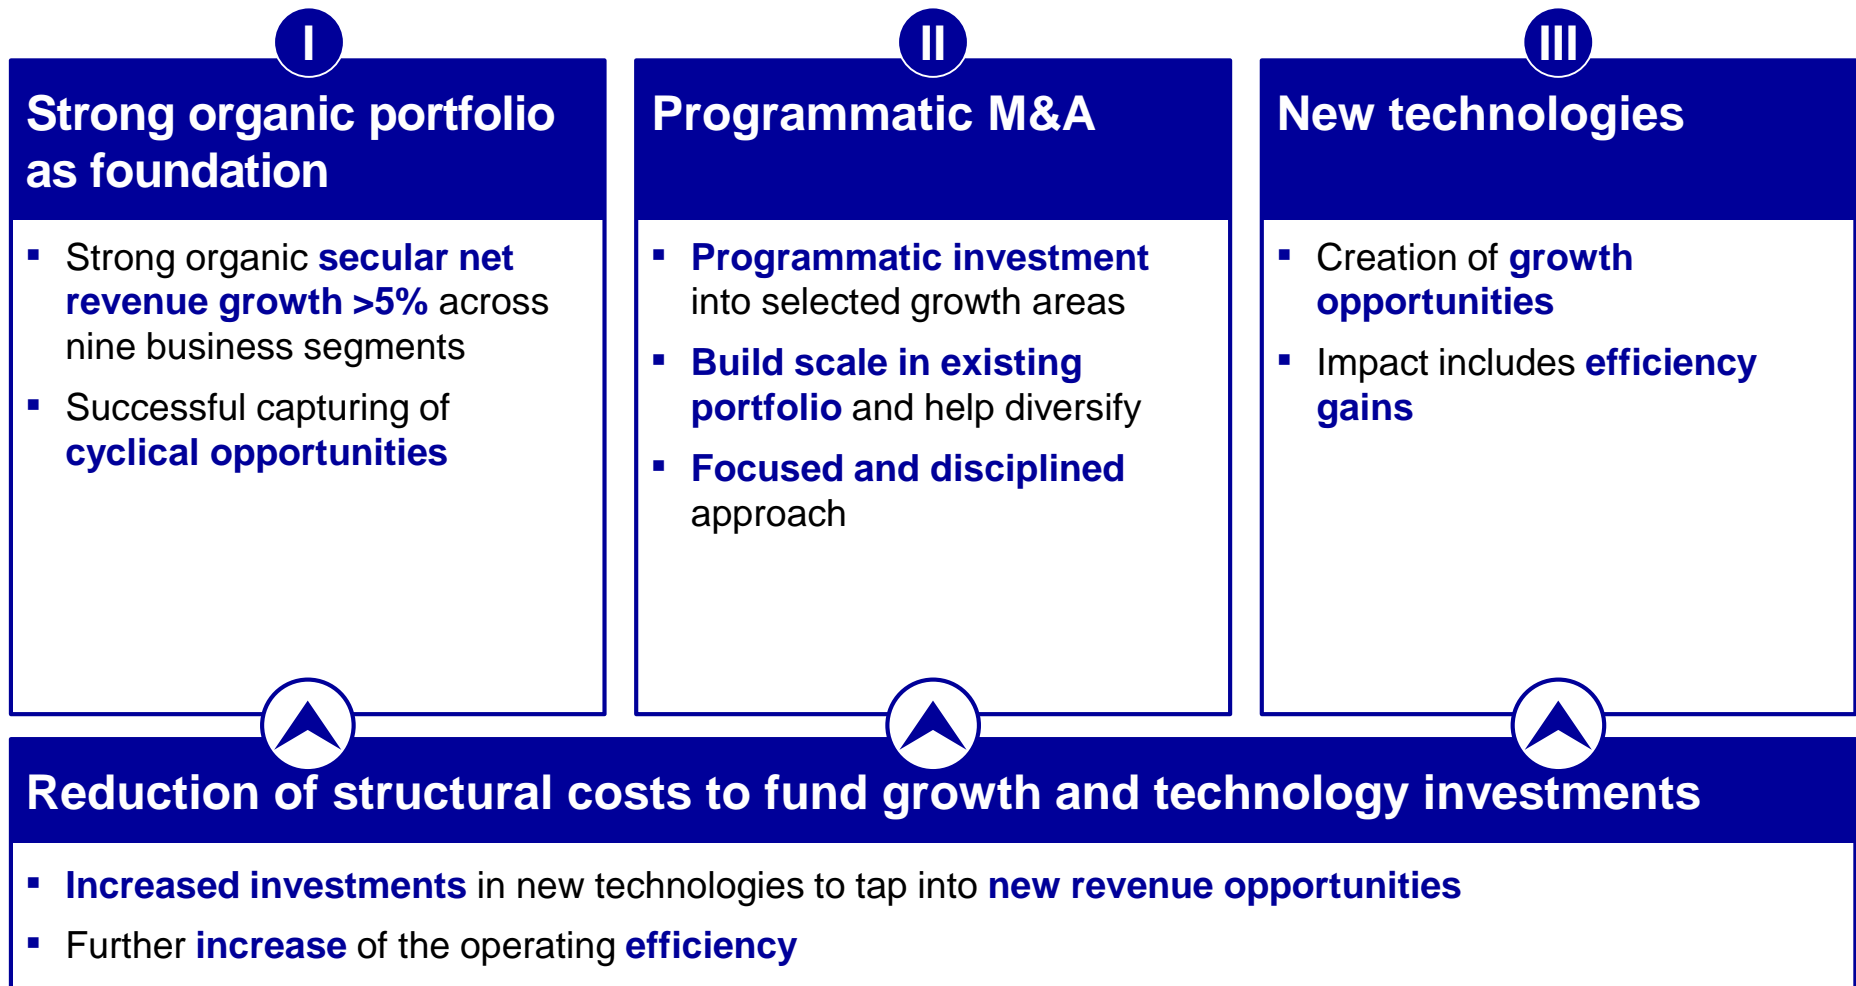 I
Strong organic portfolio
as foundation
▪ Strong organic secular net
revenue growth >5% across
nine business segments
▪ Successful capturing of
cyclical opportunities
II
Programmatic M&A
▪ Programmatic investment
into selected growth areas
▪ Build scale in existing
portfolio and help diversify
▪ Focused and disciplined
approach
III
New technologies
▪ Creation of growth
opportunities
▪ Impact includes efficiency
gains
Reduction of structural costs to fund growth and technology investments
▪ Increased investments in new technologies to tap into new revenue opportunities
▪ Further increase of the operating efficiency